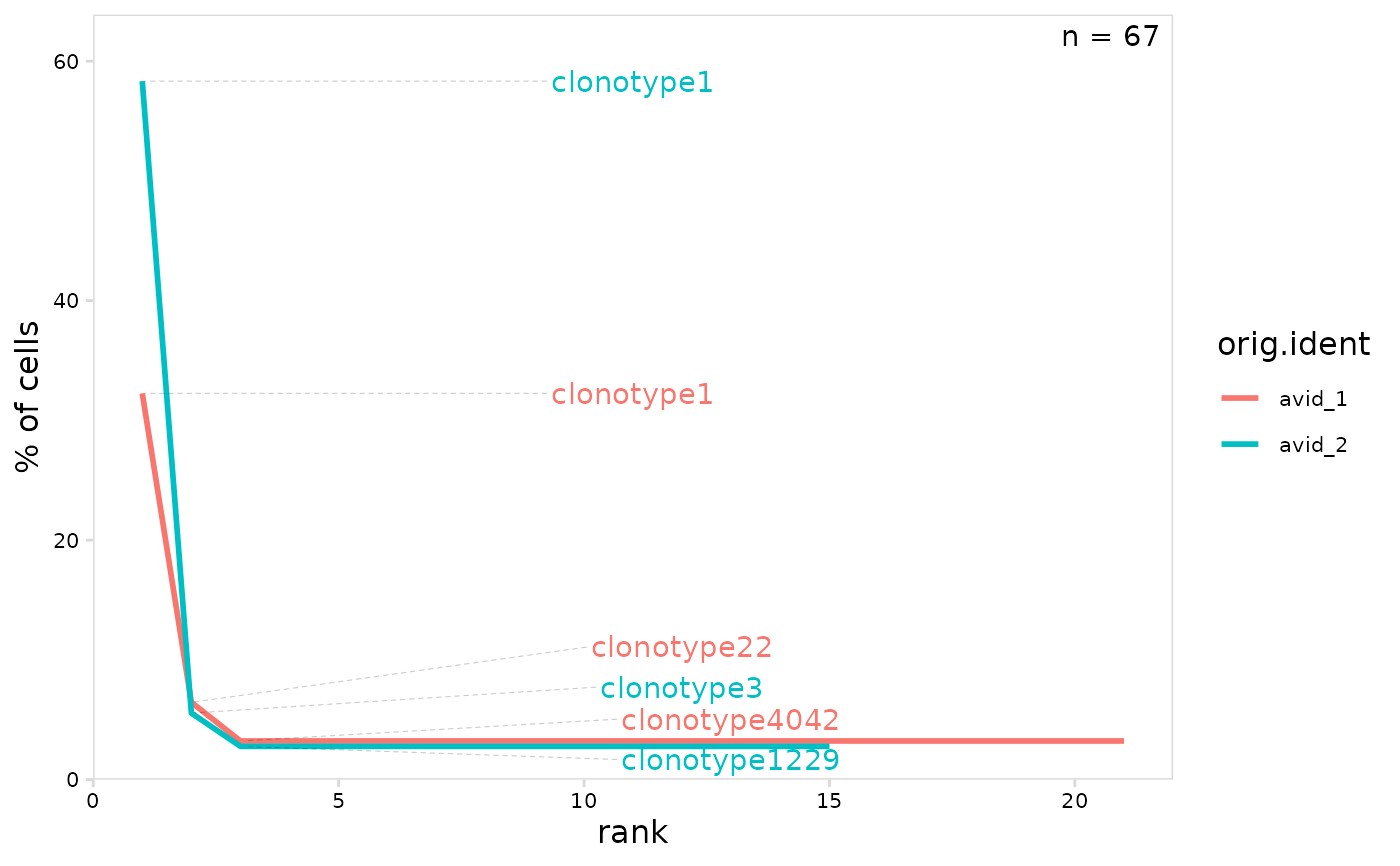 n = 67
60
clonotype1
40
orig.ident
% of cells
clonotype1
avid_1
avid_2
20
clonotype22
clonotype3
clonotype4042
clonotype1229
0
0 5 10 15 20
rank